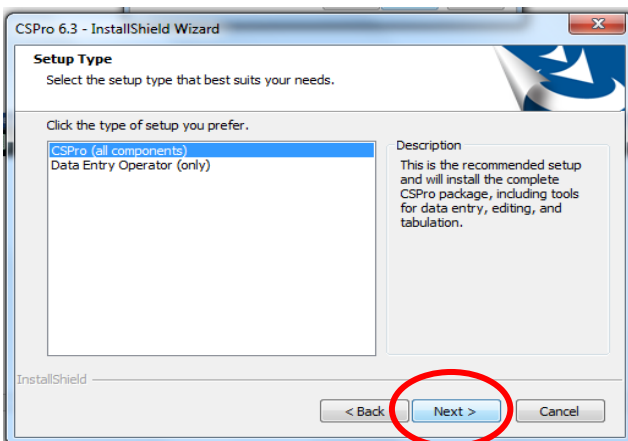 CSPro 6.3 - InstallShield Wizard
Setup Type
Select the setup type that best suits your needs.
Click the type of setup you prefer.
CSPro (all components)
Data Entry Operator (only)
Description
This is the recommended setup
and will install the complete
CSPro package, including tools
for data entry, editing, and
tabulation.
InstallShield
< Back
Next >
Cancel